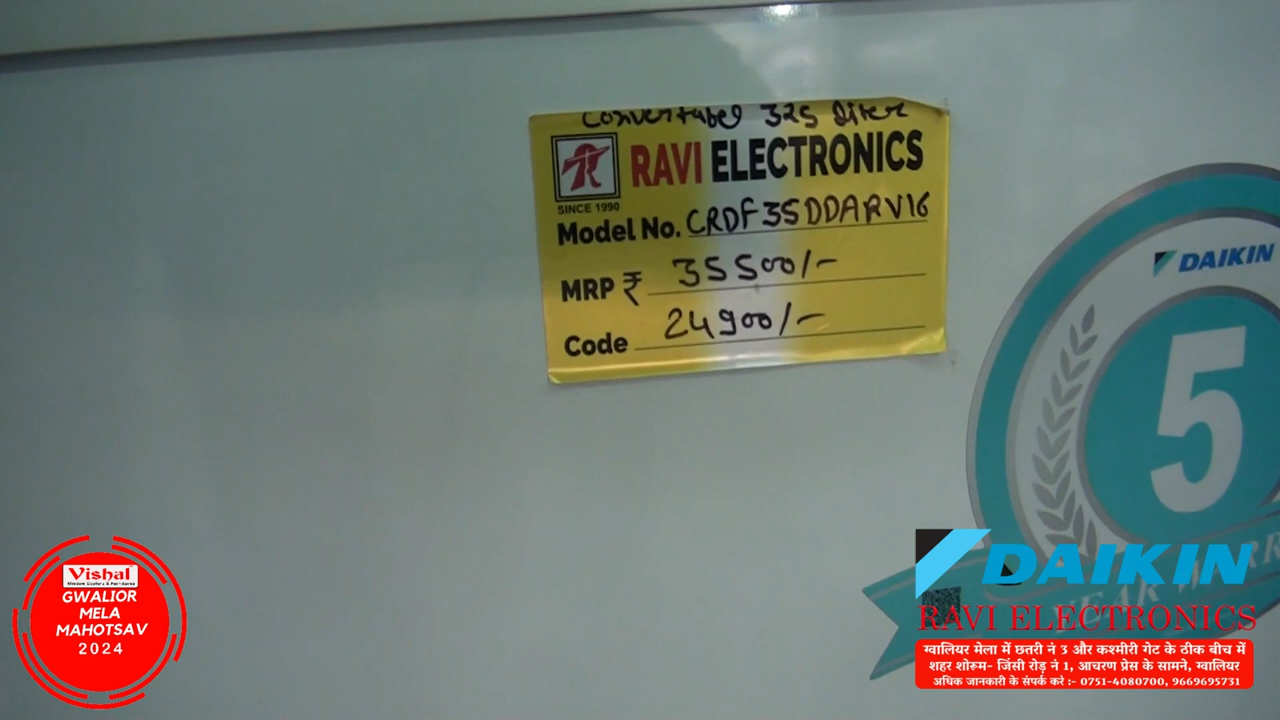 Convertabel 325 liter
RAVI ELECTRONICS
SINCE 1990
Model No. CRDF35DDARV16
MRP ₹ 35500/-
Code 24900/-
DAIKIN
5
YEAR
Vishal
GWALIOR
MELA
MAHOTSAV
2024
DAIKIN
RAVI ELECTRONICS
ग्वालियर मेला में छतरी नं 3 और कश्मीरी गेट के ठीक बीच में
शहर शोरूम- जिंसी रोड़ नं 1, आचरण प्रेस के सामने, ग्वालियर
अधिक जानकारी के संपर्क करे :- 0751-4080700, 9669695731